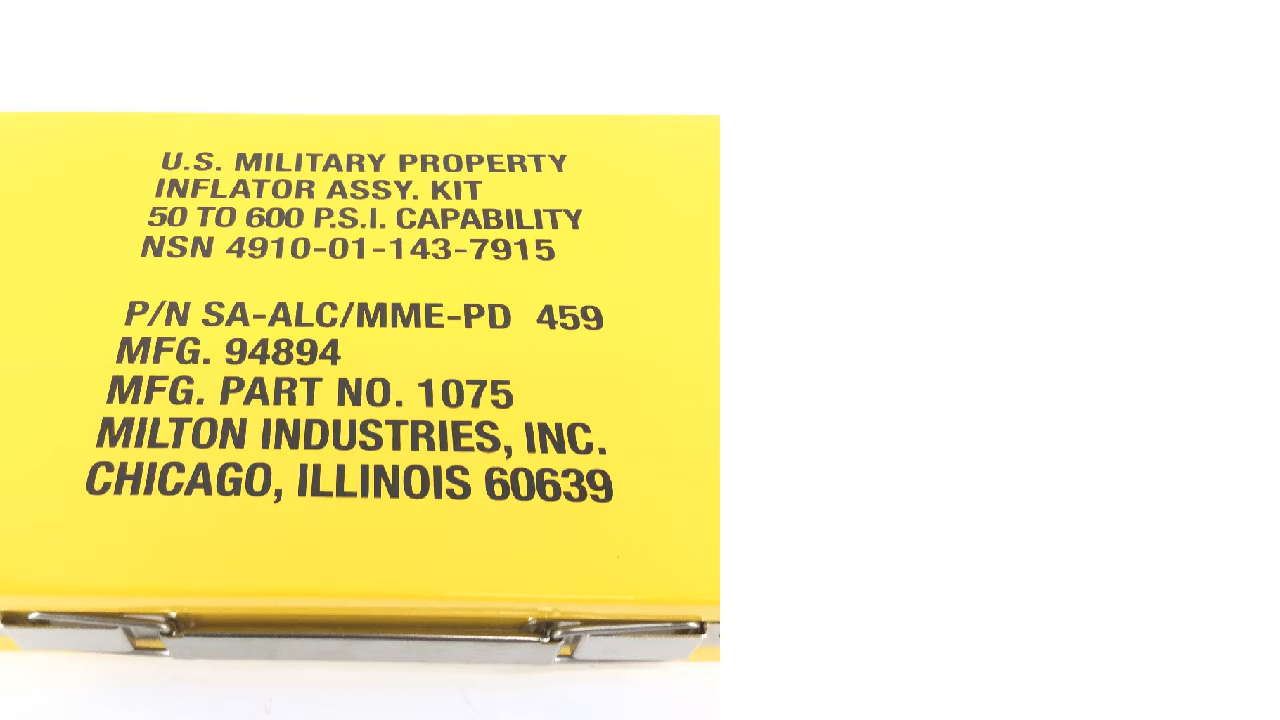 U.S. MILITARY PROPERTY
INFLATOR ASSY. KIT
50 TO 600 P.S.I. CAPABILITY
NSN 4910-01-143-7915
P/N SA-ALC/MME-PD 459
MFG. 94894
MFG. PART NO. 1075
MILTON INDUSTRIES, INC.
CHICAGO, ILLINOIS 60639